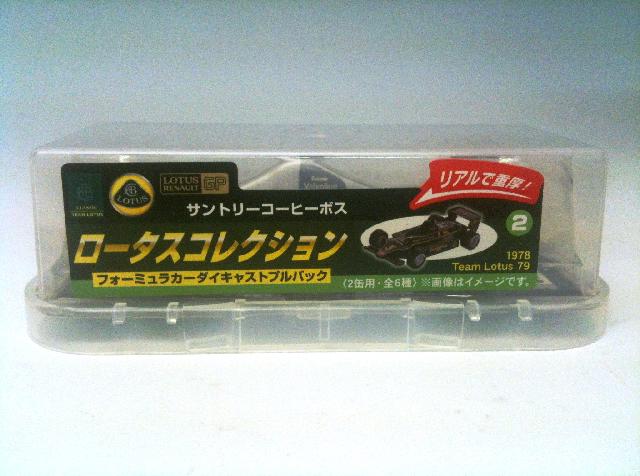 CLASSIC TEAM LOTUS
LOTUS
LOTUS RENAULT GP
リアルで重厚!
サントリーコーヒーボス
ロータスコレクション
フォーミュラカーダイキャストプルバック
2
1978
Team Lotus 79
〈2缶用・全6種〉※画像はイメージです。